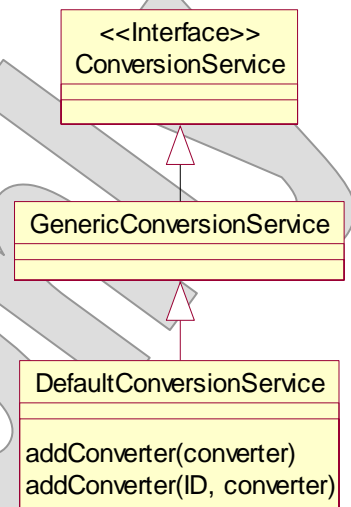 <<Interface>>
ConversionService
GenericConversionService
DefaultConversionService
addConverter(converter)
addConverter(ID, converter)